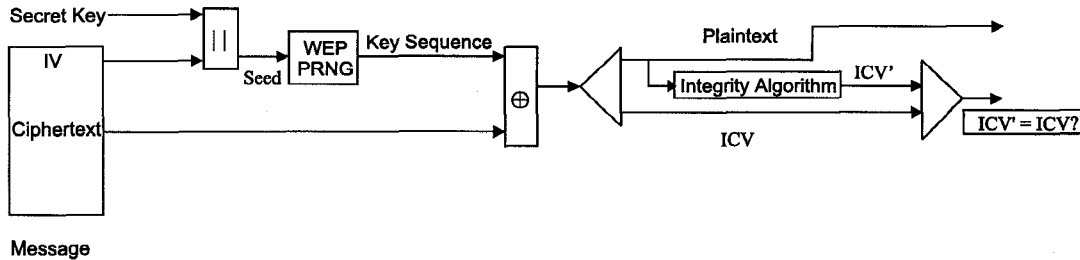 Secret Key
IV
Ciphertext
Message
||
Seed
WEP
PRNG
Key Sequence
⊕
Plaintext
Integrity Algorithm
ICV’
ICV
ICV' = ICV?